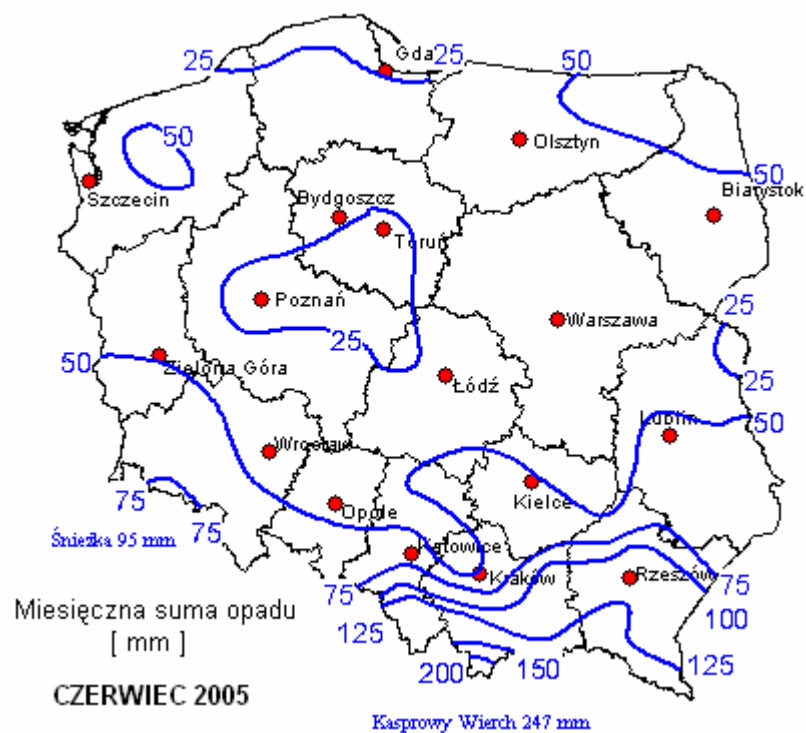 Gda
25
25
50
50
Olsztyn
50
Szczecin
Białystok
Bydgoszcz
Toruń
Poznań
25
Warszawa
25
25
50
Zielona Góra
Łódź
50
Lublin
Wrocław
75
75
Śnieżka 95 mm
Opole
Kielce
Katowice
Kraków
Rzeszów
75
75
100
125
125
200
150
Miesięczna suma opadu
[ mm ]
CZERWIEC 2005
Kasprowy Wierch 247 mm